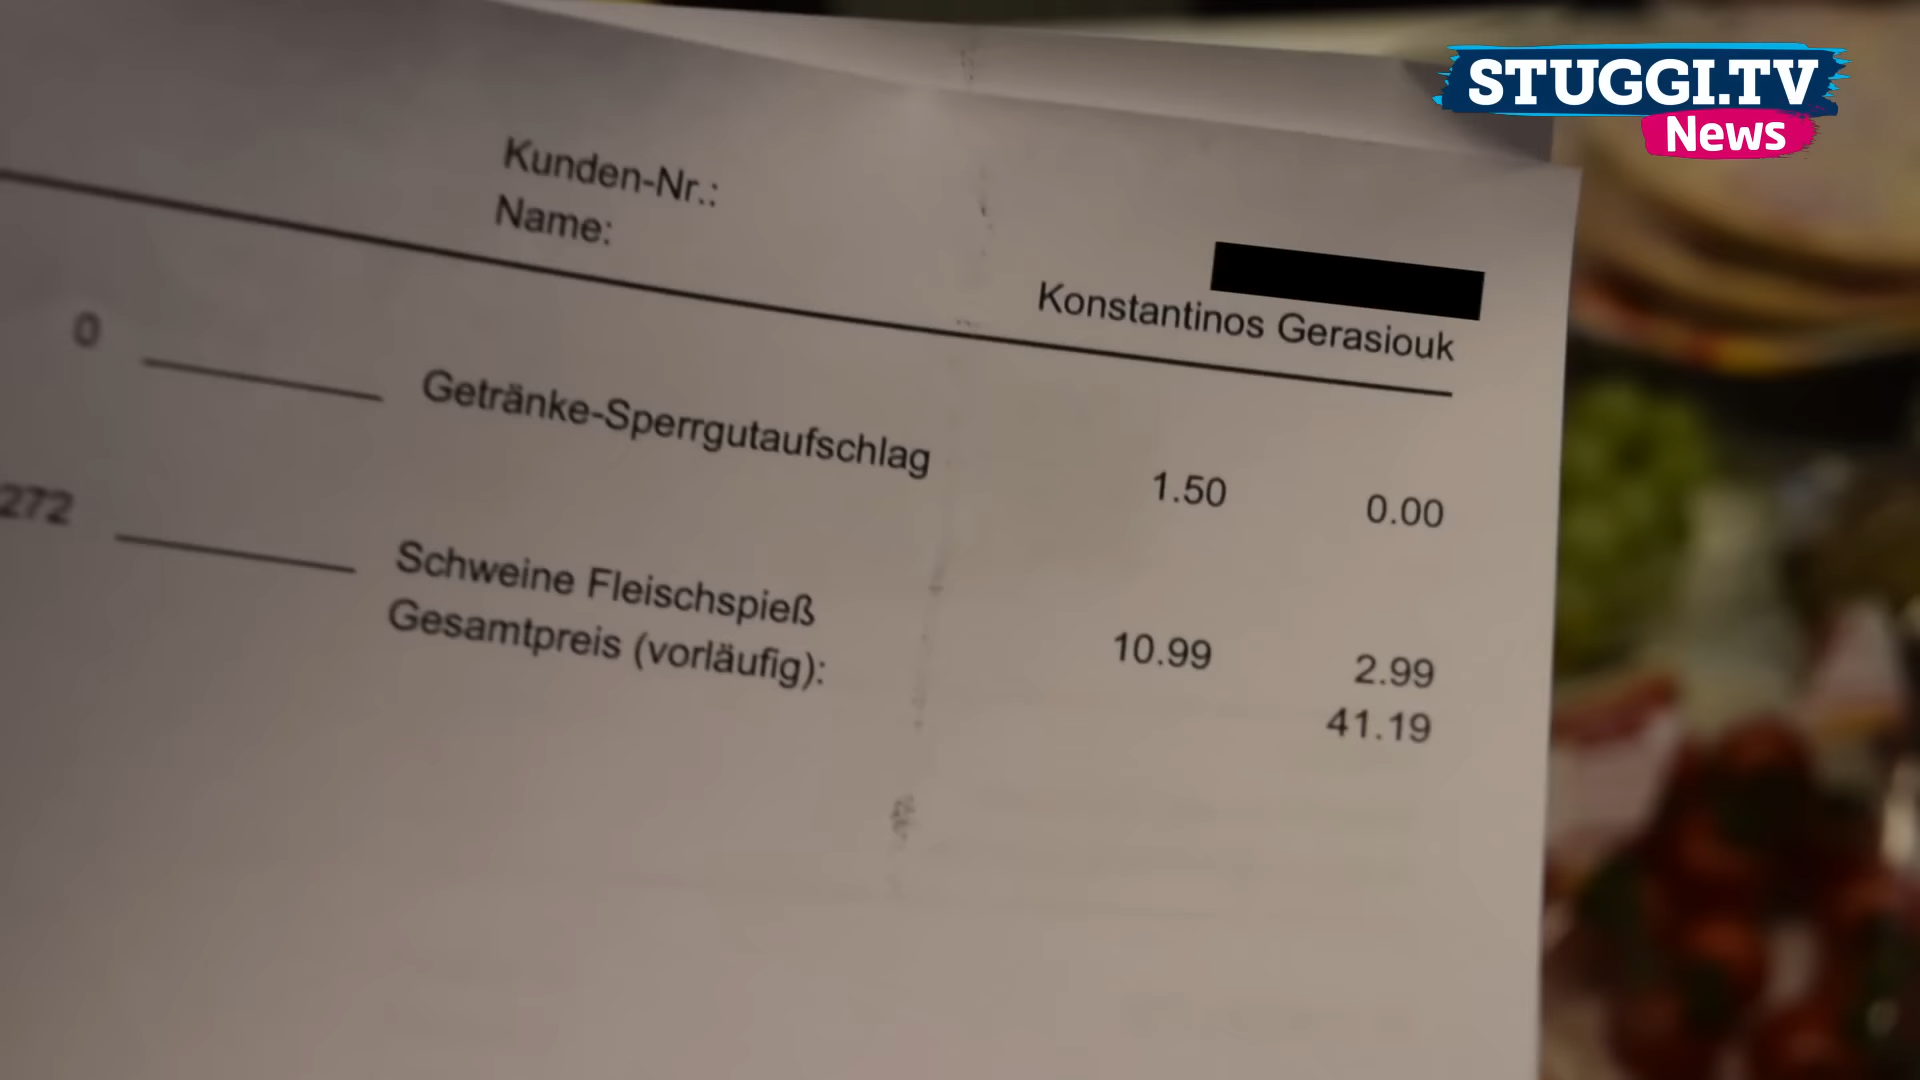 STUGGI.TV
News
Kunden-Nr.:
Name:
Konstantinos Gerasiouk
0 Getränke-Sperrgutaufschlag 1.50 0.00
272 Schweine Fleischspieß 10.99 2.99
Gesamtpreis (vorläufig): 41.19